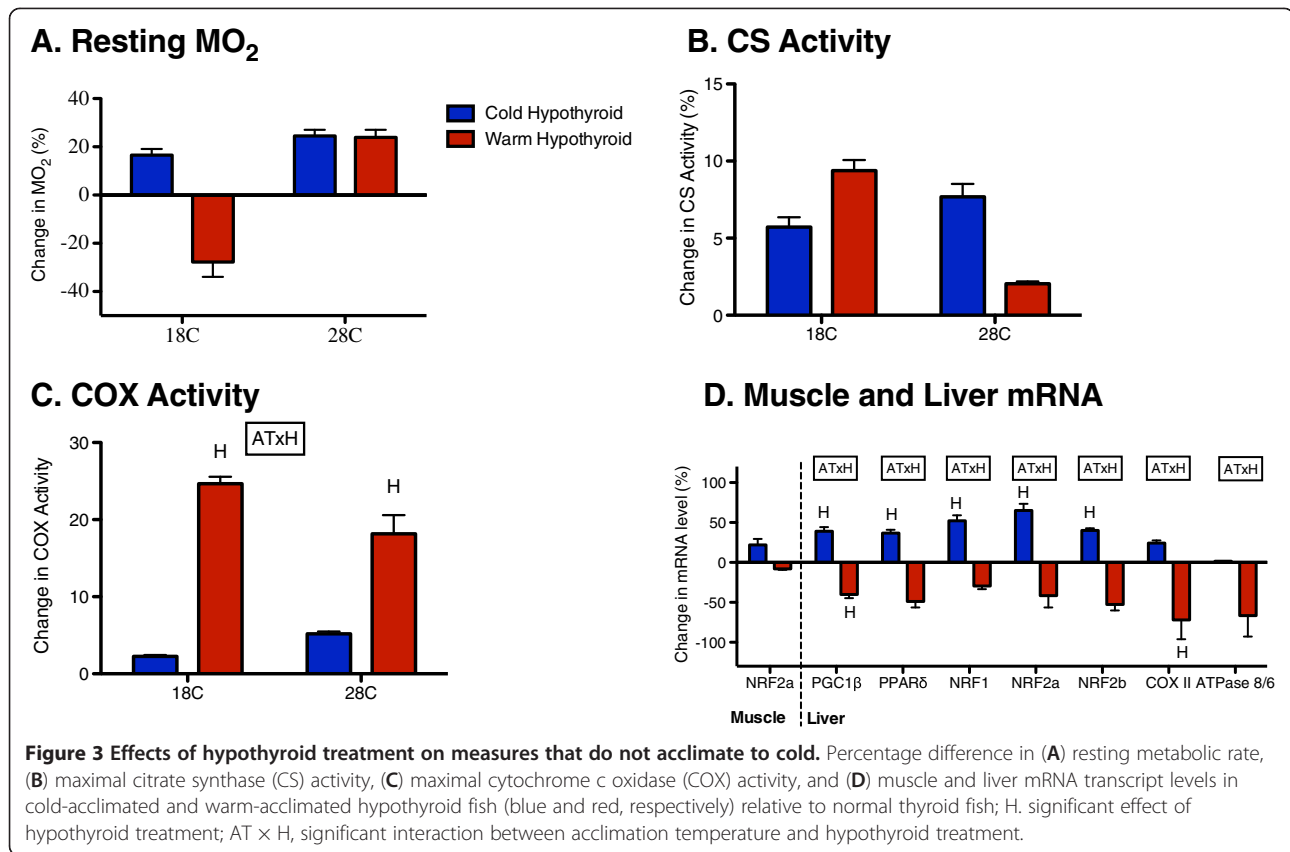 A. Resting MO2
Change in MO2 (%)
40
20
0
-20
-40
18C
28C
Cold Hypothyroid
Warm Hypothyroid
B. CS Activity
Change in CS Activity (%)
15
10
5
0
18C
28C
C. COX Activity
Change in COX Activity
30
20
10
0
ATxH
H
H
18C
28C
D. Muscle and Liver mRNA
Change in mRNA level (%)
100
50
0
-50
-100
ATxH ATxH ATxH ATxH ATxH ATxH ATxH
H H H H H
H H
NRF2a PGC1β PPARδ NRF1 NRF2a NRF2b COX II ATPase 8/6
Muscle Liver
Figure 3 Effects of hypothyroid treatment on measures that do not acclimate to cold. Percentage difference in (A) resting metabolic rate,
(B) maximal citrate synthase (CS) activity, (C) maximal cytochrome c oxidase (COX) activity, and (D) muscle and liver mRNA transcript levels in
cold-acclimated and warm-acclimated hypothyroid fish (blue and red, respectively) relative to normal thyroid fish; H. significant effect of
hypothyroid treatment; AT × H, significant interaction between acclimation temperature and hypothyroid treatment.